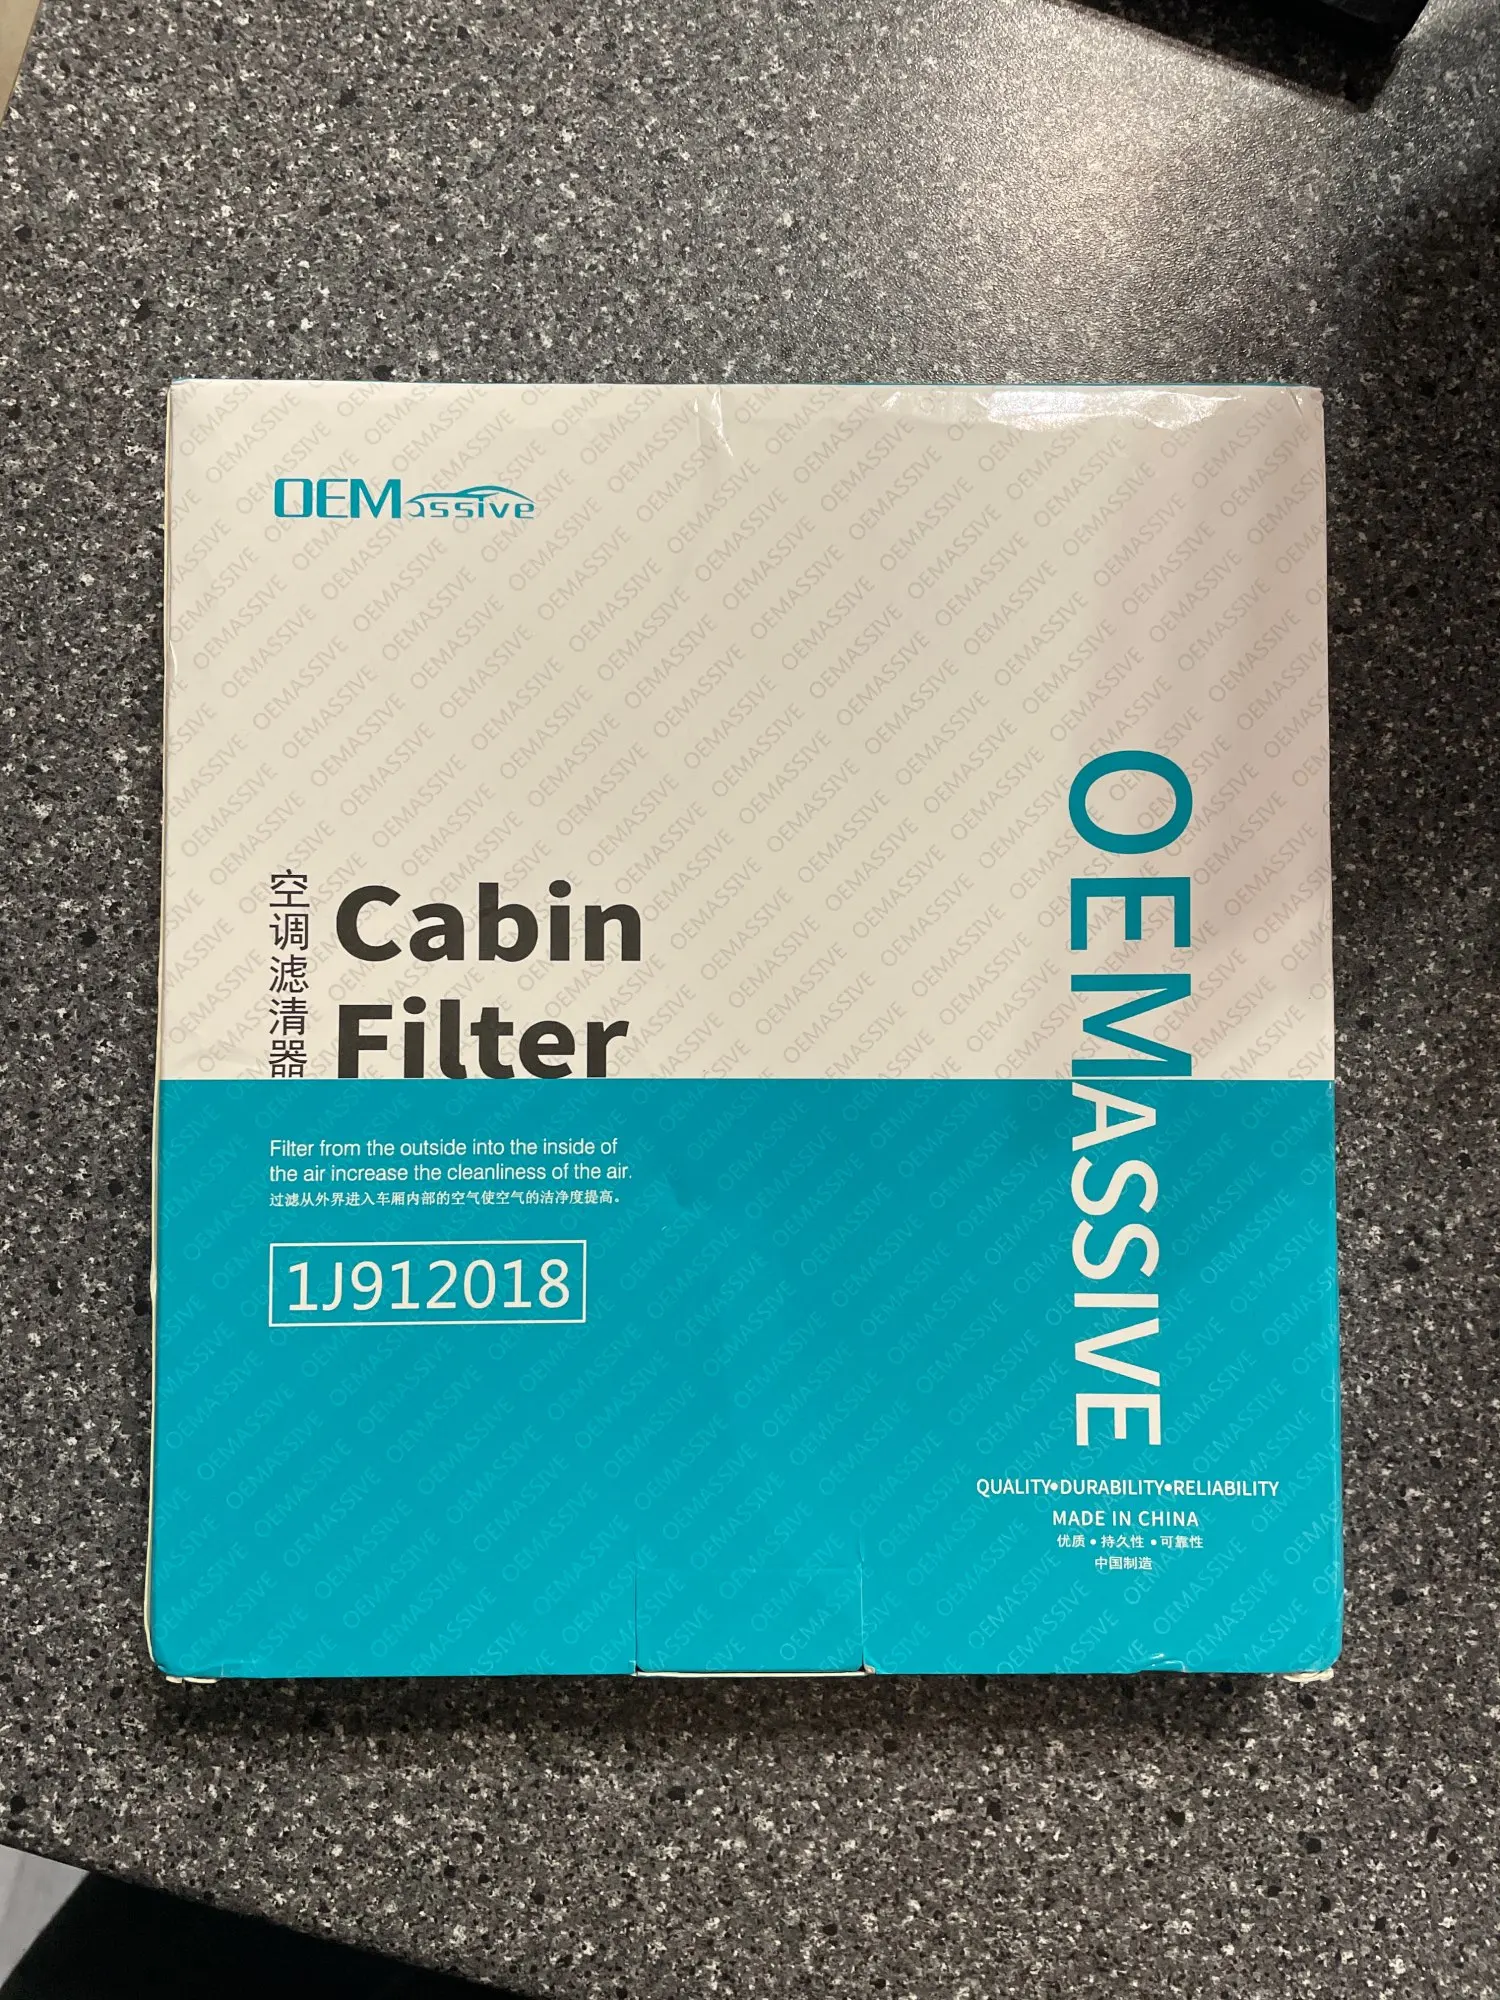 OEMassive
空调滤清器
Cabin
Filter
Filter from the outside into the inside of
the air increase the cleanliness of the air.
过滤从外界进入车厢内部的空气使空气的洁净度提高。
1J912018
OEMASSIVE
QUALITY•DURABILITY•RELIABILITY
MADE IN CHINA
优质•持久性•可靠性
中国制造